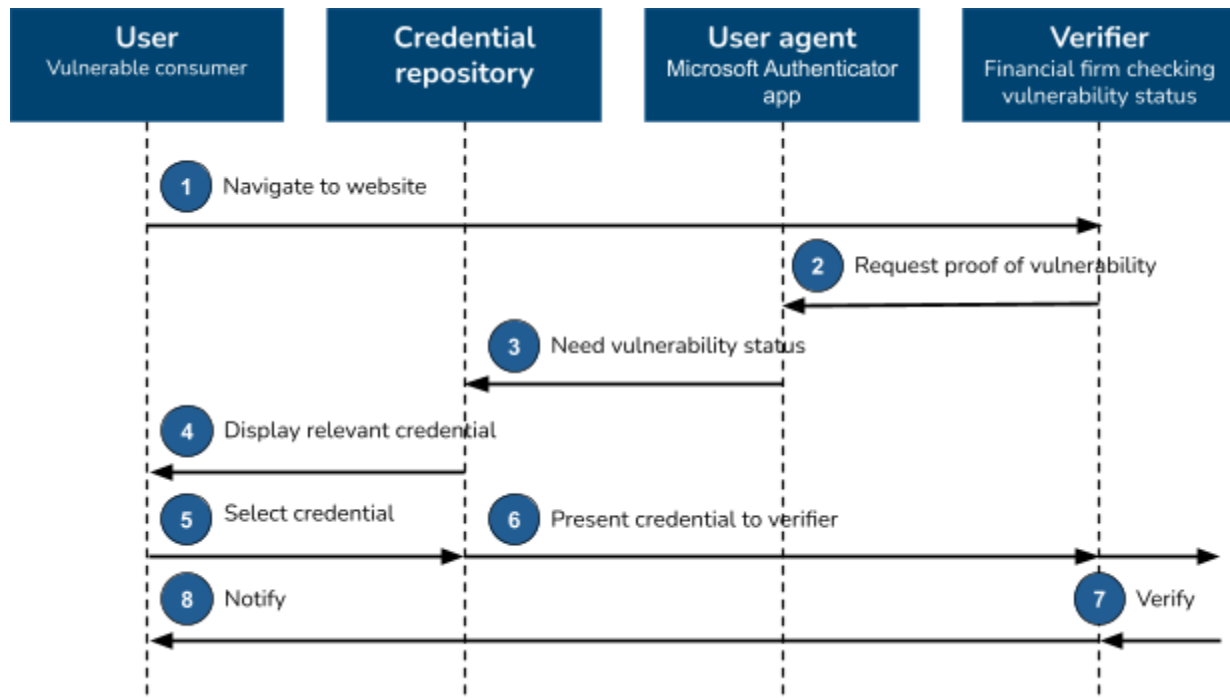 User
Vulnerable consumer
Credential
repository
User agent
Microsoft Authenticator
app
Verifier
Financial firm checking
vulnerability status
1 Navigate to website
2 Request proof of vulnerability
3 Need vulnerability status
4 Display relevant credential
5 Select credential
6 Present credential to verifier
8 Notify
7 Verify